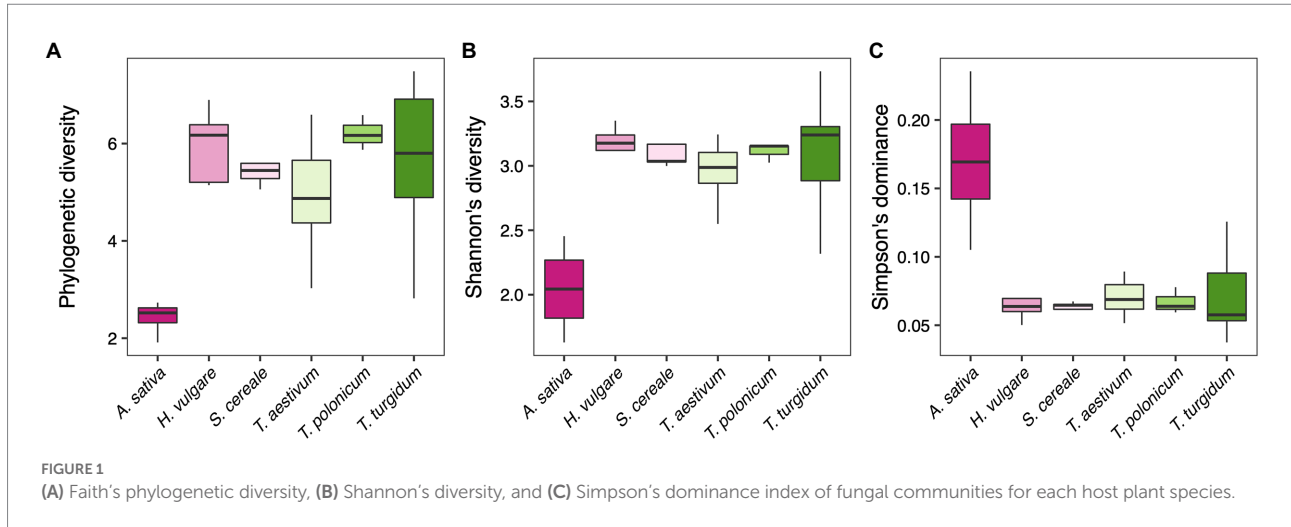 A
Phylogenetic diversity
6
4
2
A. sativa
H. vulgare
S. cereale
T. aestivum
T. polonicum
T. turgidum
B
Shannon's diversity
3.5
3.0
2.5
2.0
A. sativa
H. vulgare
S. cereale
T. aestivum
T. polonicum
T. turgidum
C
Simpson's dominance
0.20
0.15
0.10
0.05
A. sativa
H. vulgare
S. cereale
T. aestivum
T. polonicum
T. turgidum
FIGURE 1
(A) Faith's phylogenetic diversity, (B) Shannon's diversity, and (C) Simpson's dominance index of fungal communities for each host plant species.